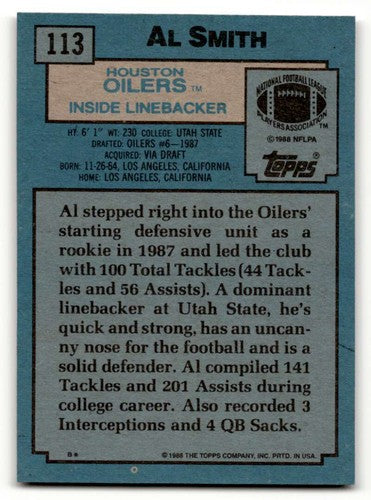 113
AL SMITH
HOUSTON
OILERS TM
INSIDE LINEBACKER
NATIONAL FOOTBALL LEAGUE
PLAYERS ASSOCIATION
© 1988 NFLPA
Topps®
HT: 6' 1" WT: 230 COLLEGE: UTAH STATE
DRAFTED: OILERS #6—1987
ACQUIRED: VIA DRAFT
BORN: 11-26-64, LOS ANGELES, CALIFORNIA
HOME: LOS ANGELES, CALIFORNIA
Al stepped right into the Oilers'
starting defensive unit as a
rookie in 1987 and led the club
with 100 Total Tackles (44 Tack-
les and 56 Assists). A dominant
linebacker at Utah State, he's
quick and strong, has an uncan-
ny nose for the football and is a
solid defender. Al compiled 141
Tackles and 201 Assists during
college career. Also recorded 3
Interceptions and 4 QB Sacks.
B*
© 1988 THE TOPPS COMPANY, INC. PRTD. IN USA.